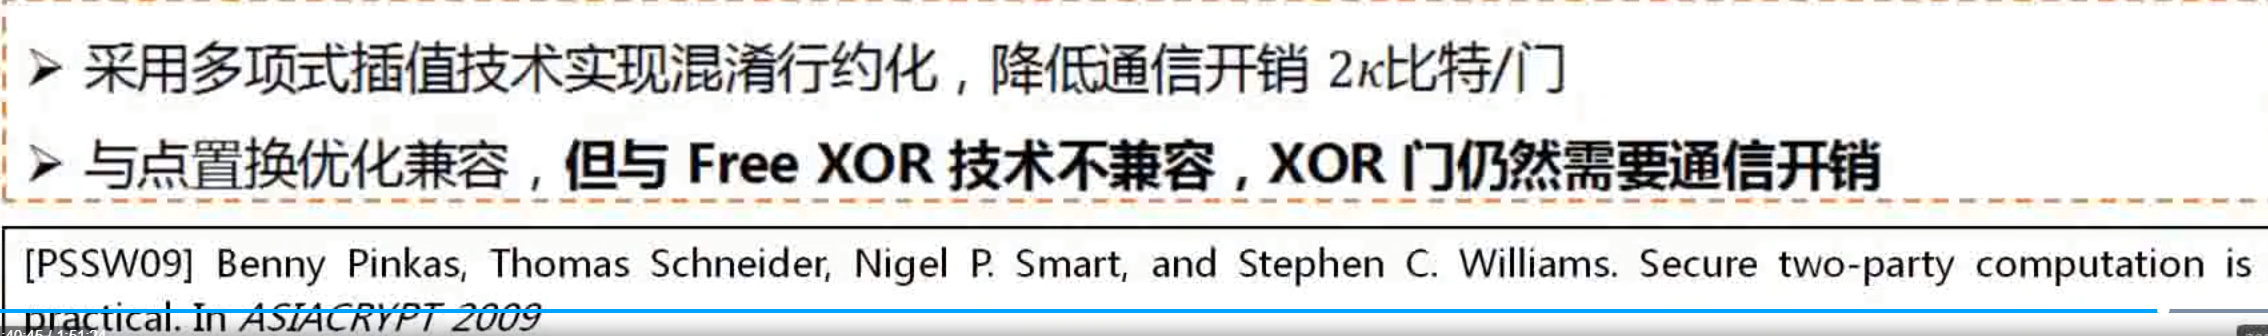 ➢ 采用多项式插值技术实现混淆行约化，降低通信开销 2κ比特/门
➢ 与点置换优化兼容，但与 Free XOR 技术不兼容，XOR 门仍然需要通信开销
[PSSW09] Benny Pinkas, Thomas Schneider, Nigel P. Smart, and Stephen C. Williams. Secure two-party computation is
practical. In ASIACRYPT 2009